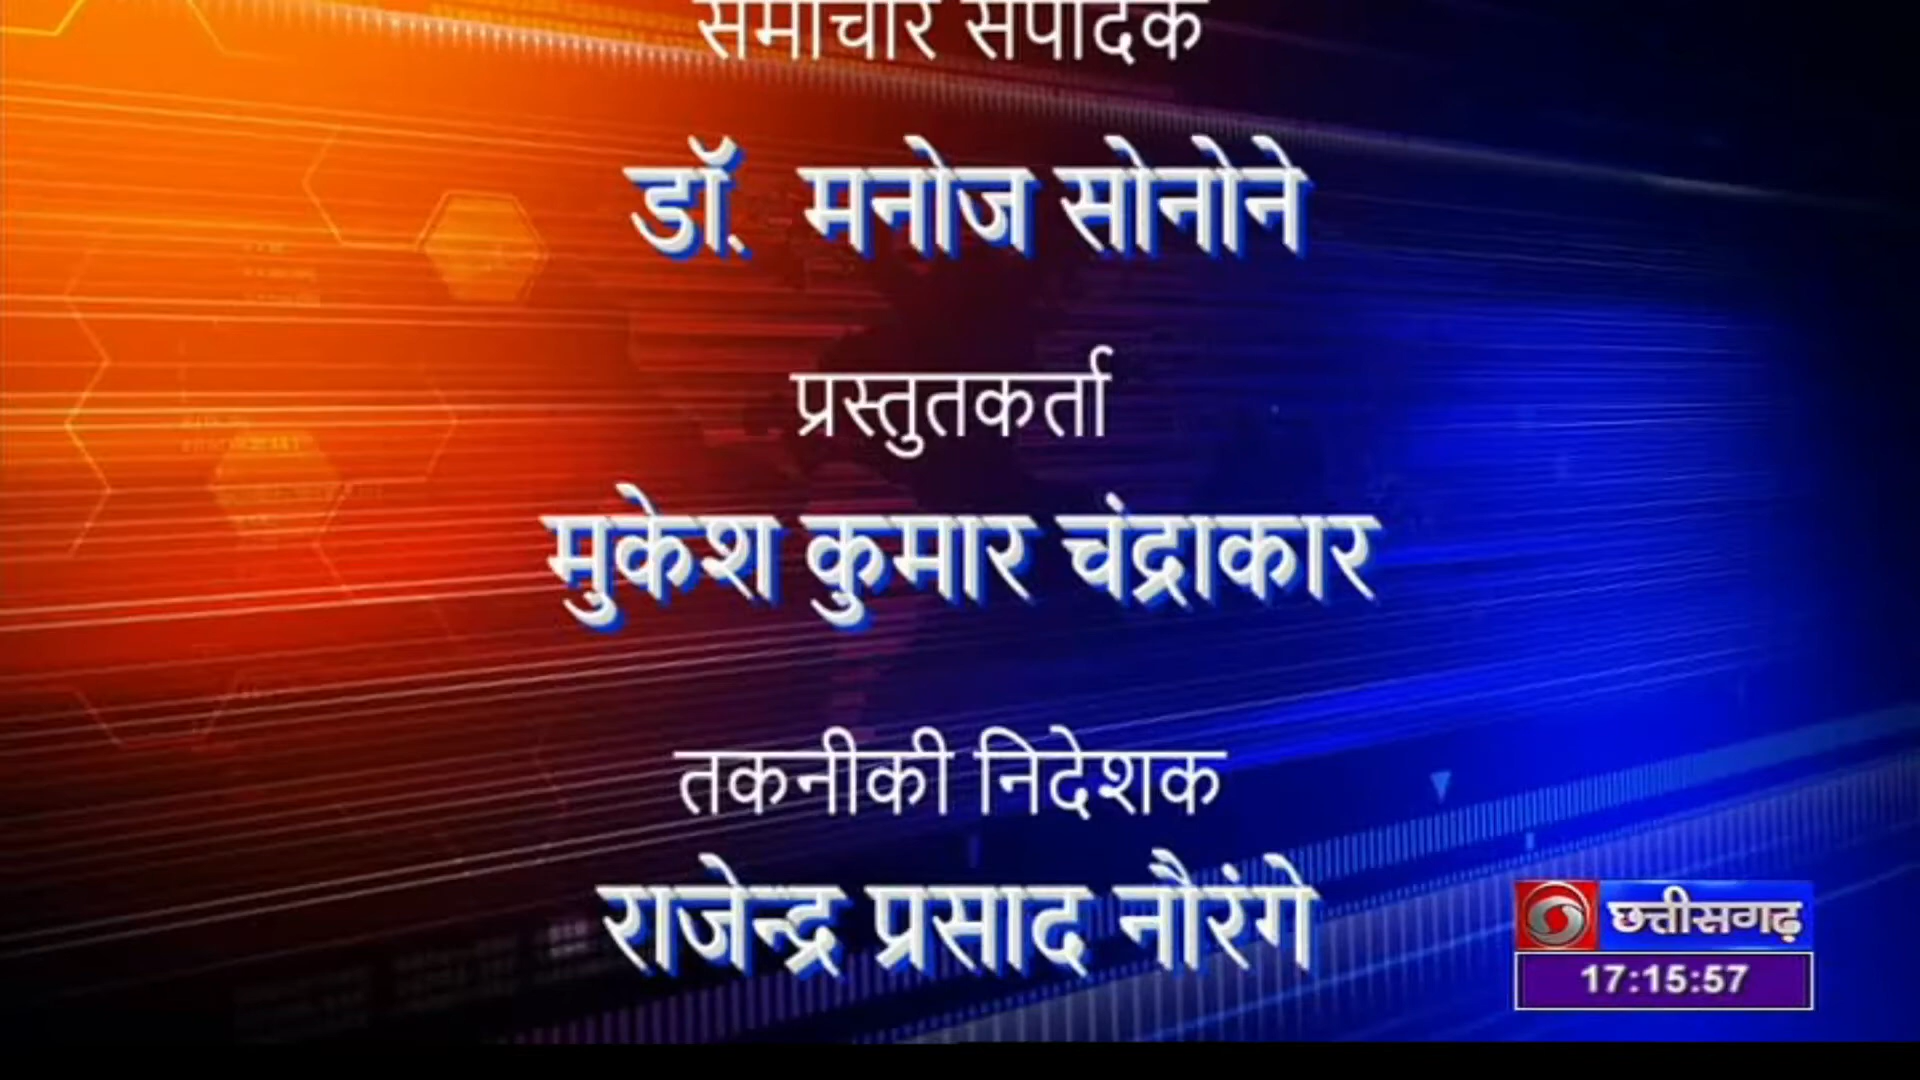 समाचार संपादक
डॉ. मनोज सोनोने
प्रस्तुतकर्ता
मुकेश कुमार चंद्राकार
तकनीकी निदेशक
राजेन्द्र प्रसाद नौरंगे
छत्तीसगढ़
17:15:57